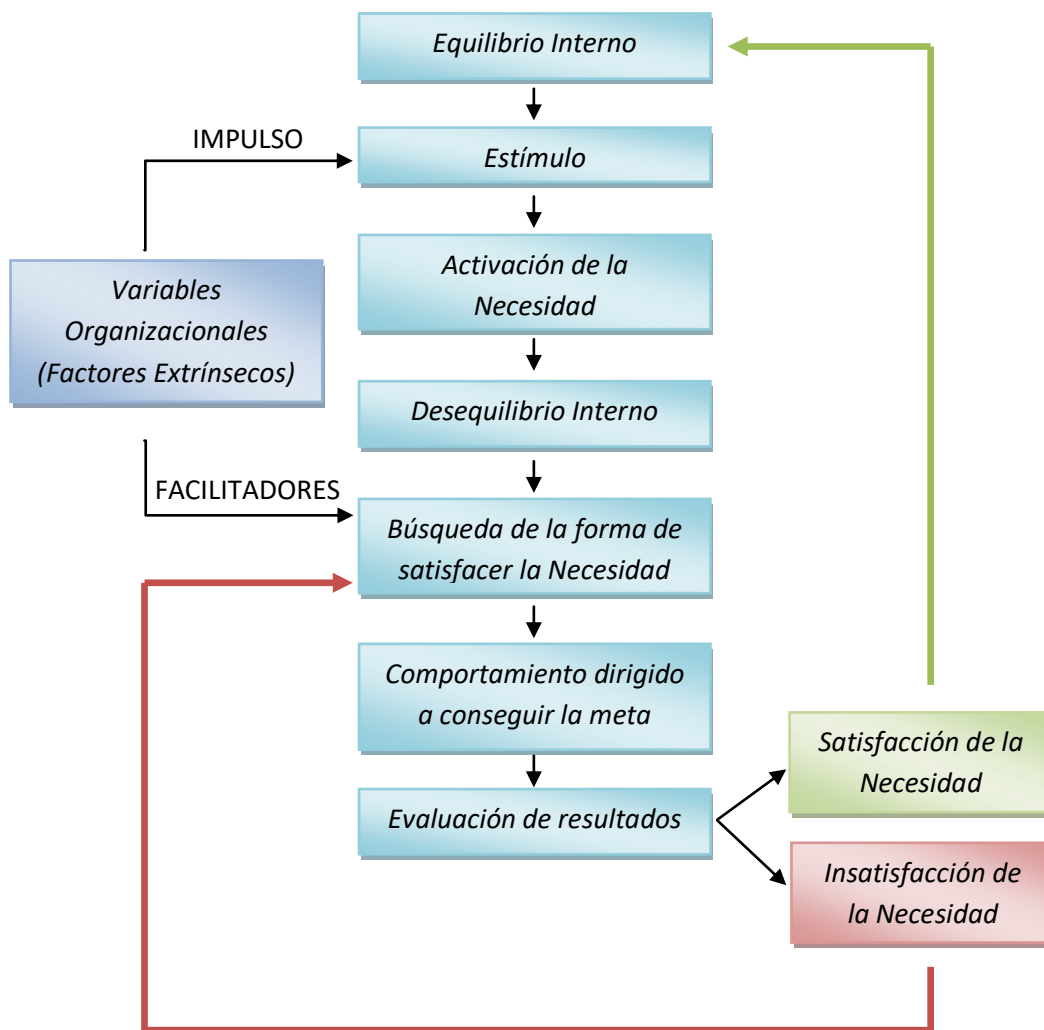 Equilibrio Interno
IMPULSO
Estímulo
Activación de la
Necesidad
Variables
Organizacionales
(Factores Extrínsecos)
Desequilibrio Interno
FACILITADORES
Búsqueda de la forma de
satisfacer la Necesidad
Comportamiento dirigido
a conseguir la meta
Evaluación de resultados
Satisfacción de la
Necesidad
Insatisfacción de
la Necesidad